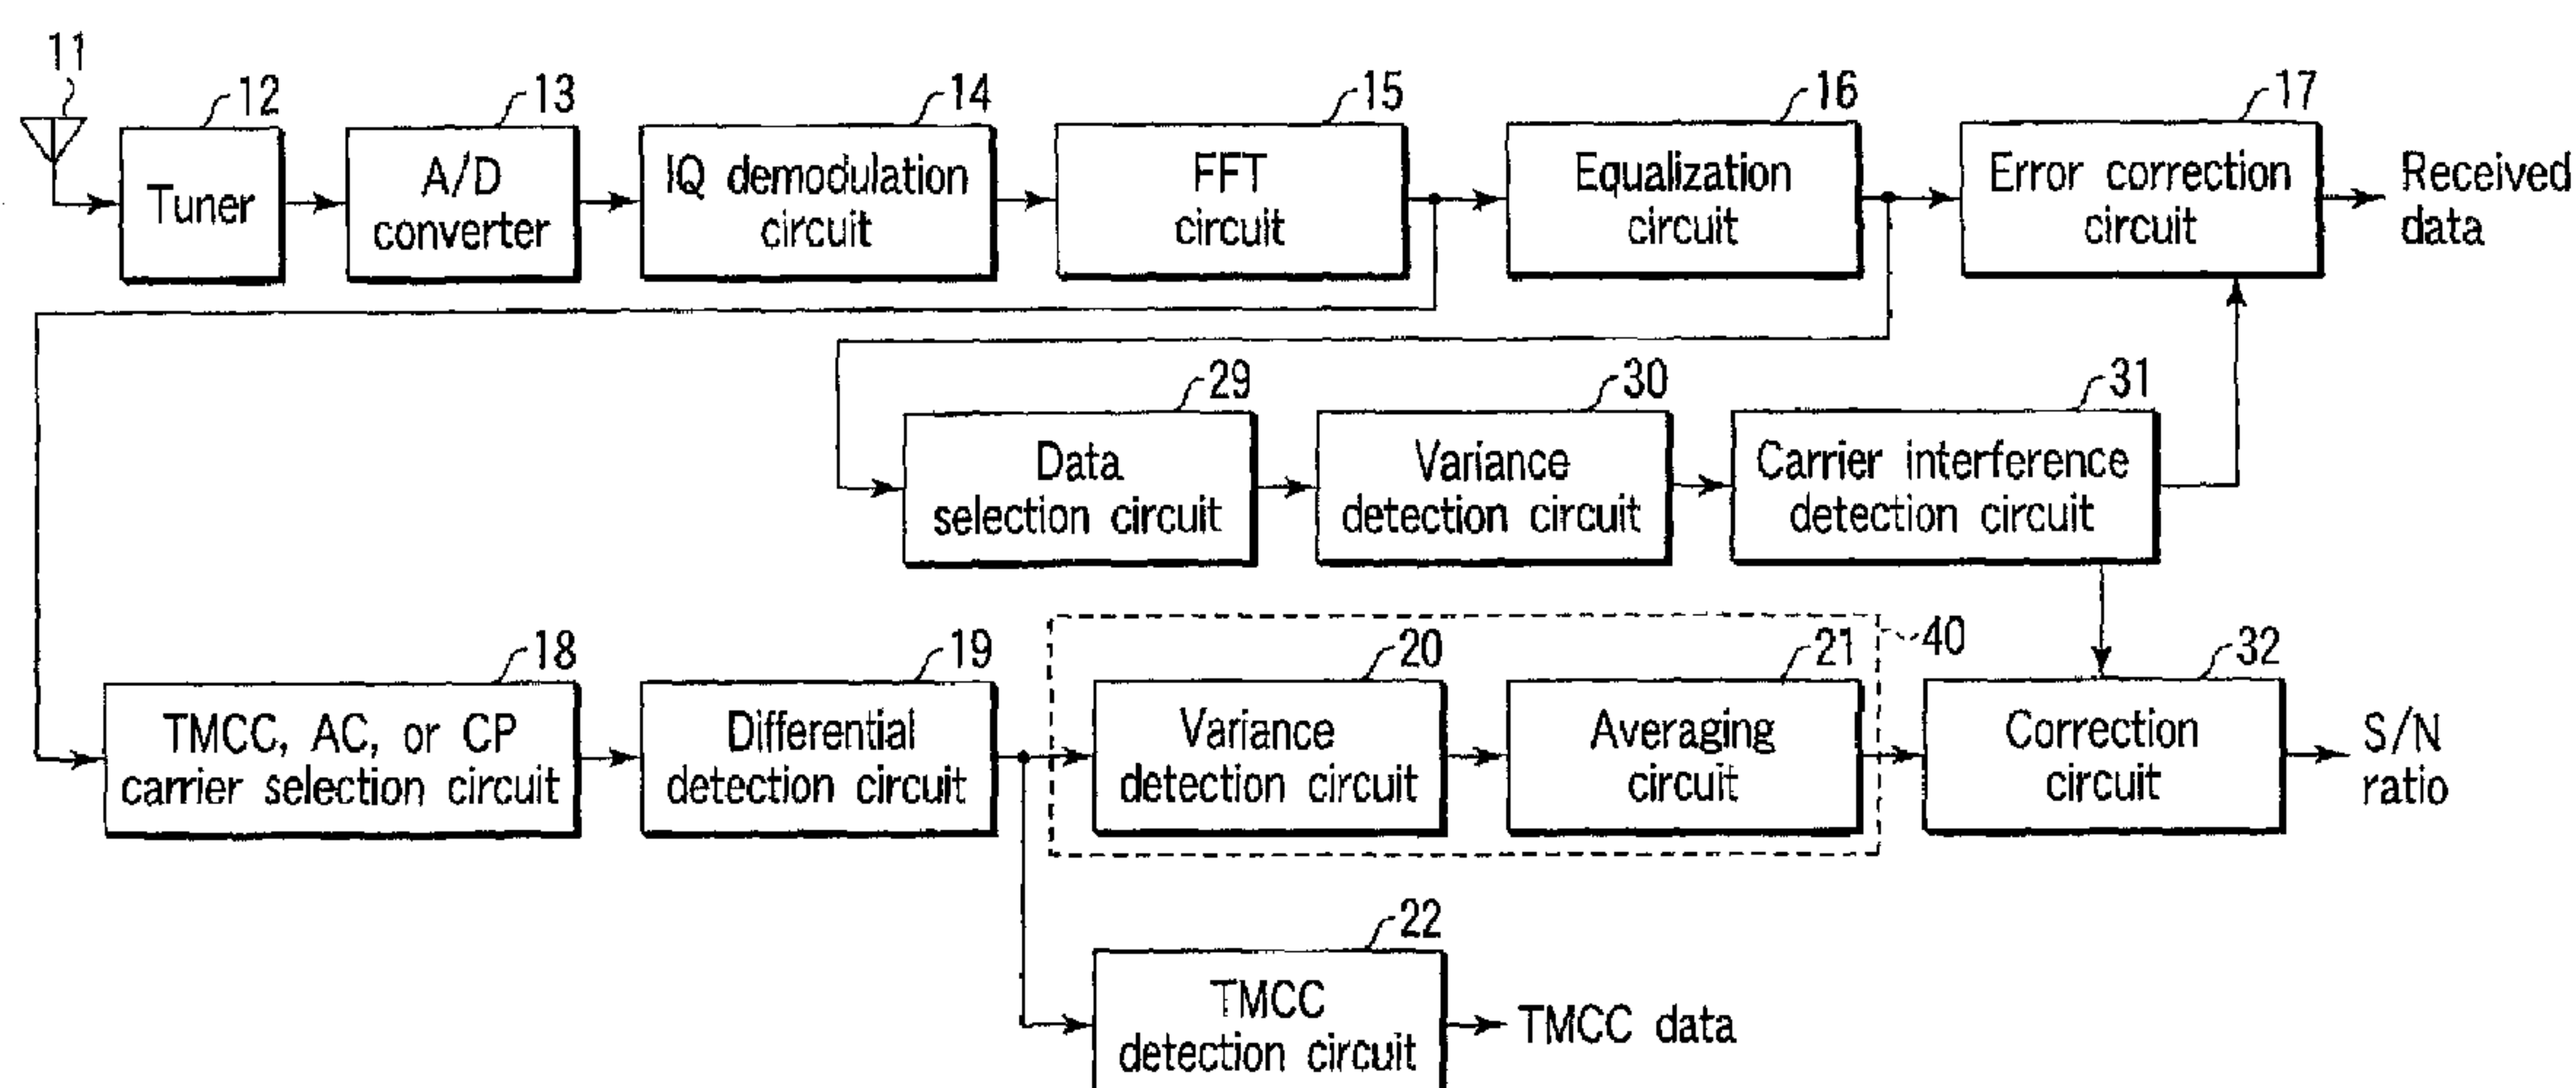 11
12
13
14
15
16
17
Tuner
A/D
converter
IQ demodulation
circuit
FFT
circuit
Equalization
circuit
Error correction
circuit
Received
data
29
30
31
Data
selection circuit
Variance
detection circuit
Carrier interference
detection circuit
18
19
20
21
40
32
TMCC, AC, or CP
carrier selection circuit
Differential
detection circuit
Variance
detection circuit
Averaging
circuit
Correction
circuit
S/N
ratio
22
TMCC
detection circuit
TMCC data